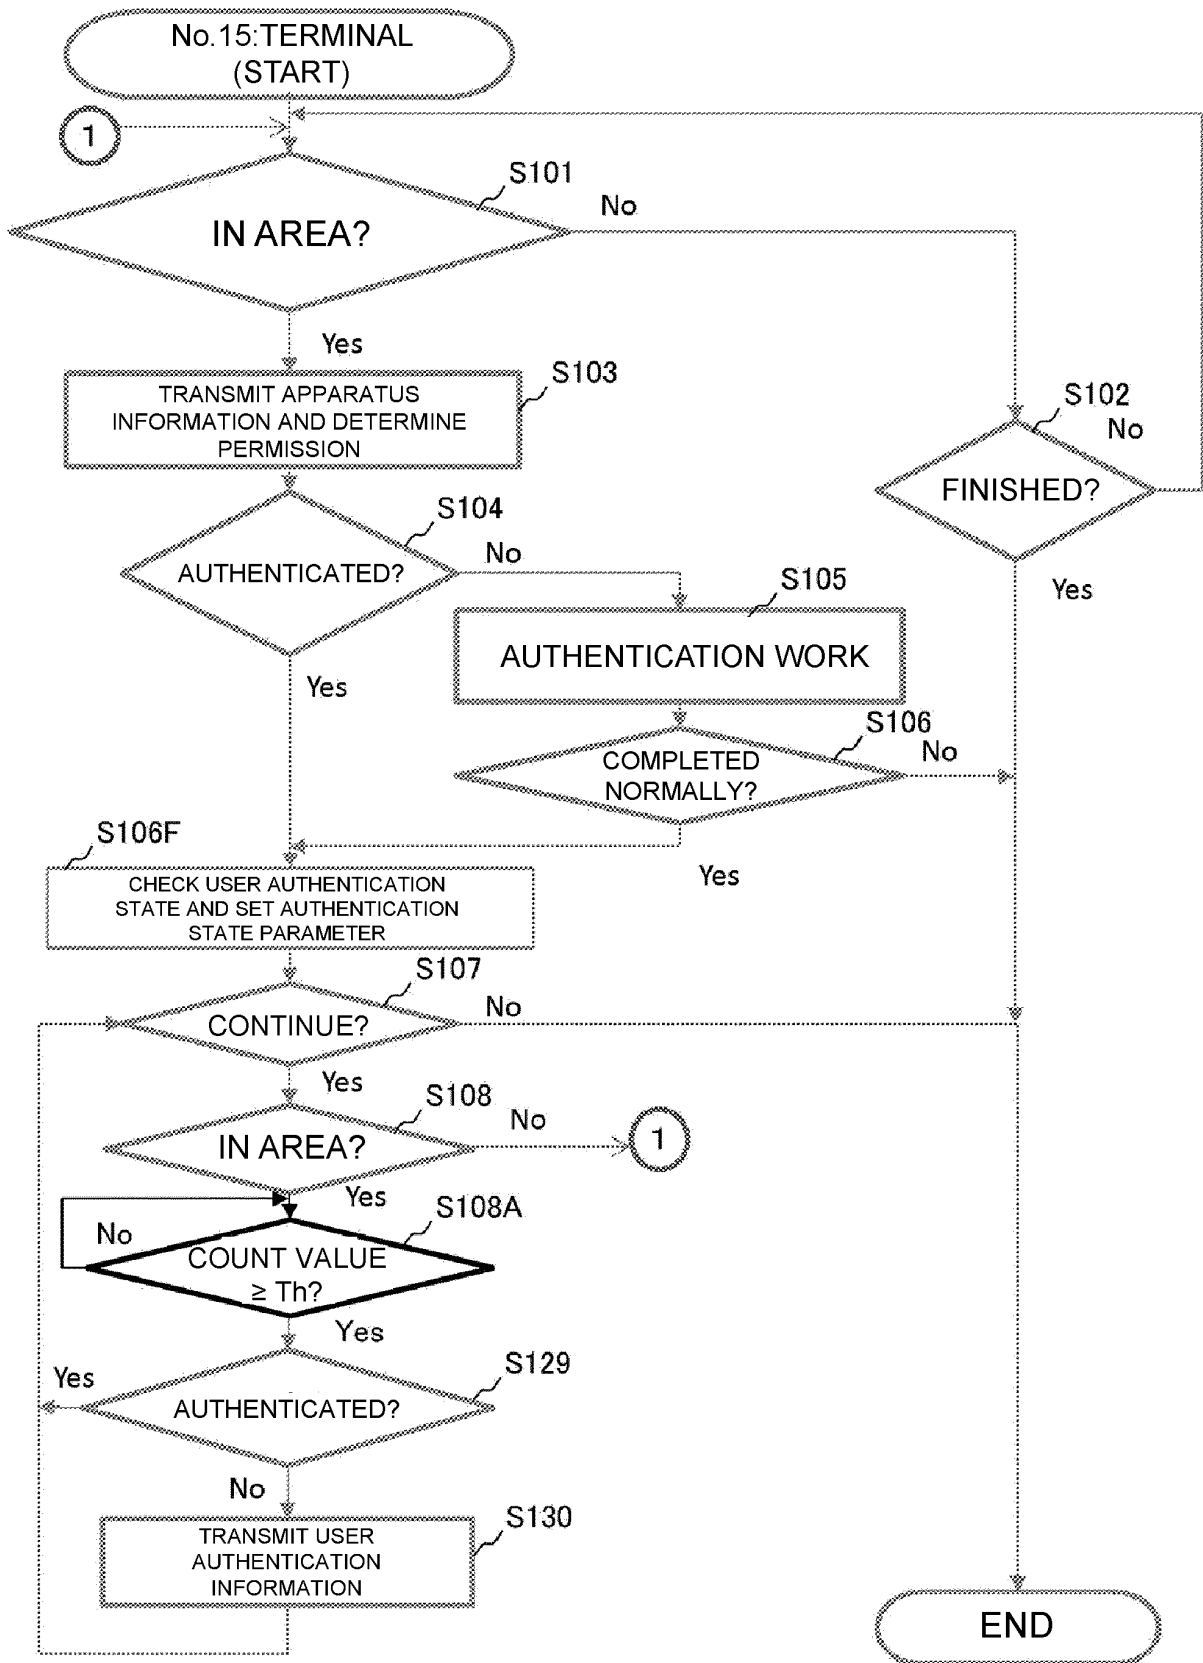 No.15:TERMINAL
(START)
1
S101
No
IN AREA?
Yes
S103
TRANSMIT APPARATUS
INFORMATION AND DETERMINE
PERMISSION
S102
No
FINISHED?
Yes
S104
No
AUTHENTICATED?
Yes
S105
AUTHENTICATION WORK
S106
No
COMPLETED
NORMALLY?
Yes
S106F
CHECK USER AUTHENTICATION
STATE AND SET AUTHENTICATION
STATE PARAMETER
S107
No
CONTINUE?
Yes
S108
No
1
IN AREA?
Yes
S108A
No
COUNT VALUE
≥ Th?
Yes
S129
Yes
AUTHENTICATED?
No
S130
TRANSMIT USER
AUTHENTICATION
INFORMATION
END